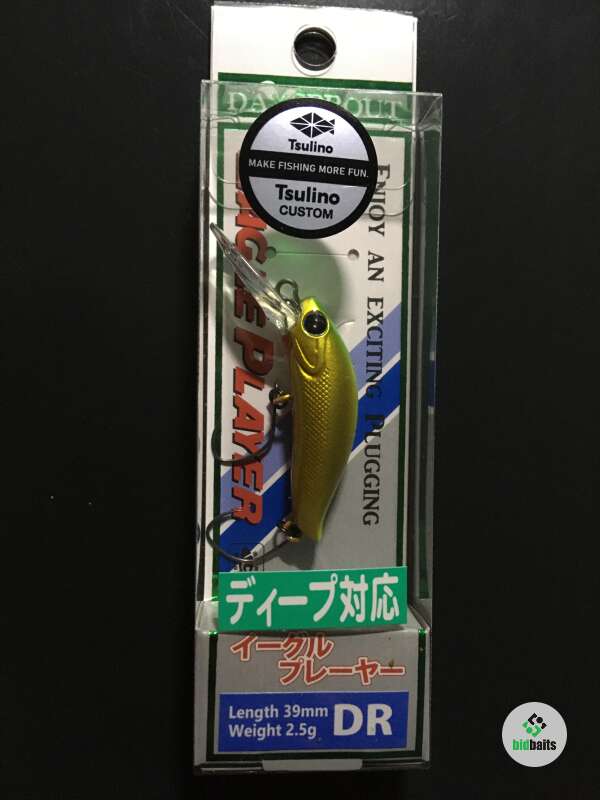 Tsulino
MAKE FISHING MORE FUN.
Tsulino
CUSTOM
ENJOY AN EXCITING PLUGGING
PLAYER
ディープ対応
イーグル
プレーヤー
Length 39mm
Weight 2.5g
DR
bidbaits